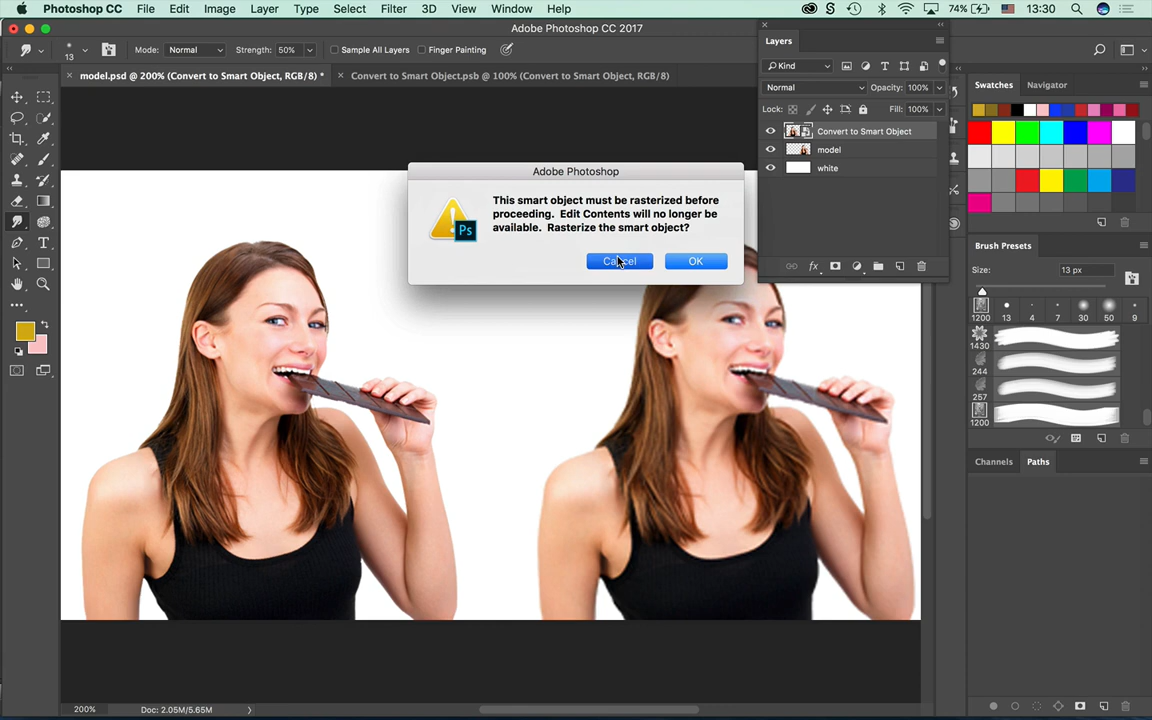 Photoshop CC File Edit Image Layer Type Select Filter 3D View Window Help 74% 13:30
Adobe Photoshop CC 2017
13 Mode: Normal Strength: 50% Sample All Layers Finger Painting
model.psd @ 200% (Convert to Smart Object, RGB/8) * Convert to Smart Object.psb @ 100% (Convert to Smart Object, RGB/8)
Layers
Kind
Normal Opacity: 100%
Lock: Fill: 100%
Convert to Smart Object
model
white
fx
Adobe Photoshop
This smart object must be rasterized before
proceeding. Edit Contents will no longer be
available. Rasterize the smart object?
Ps
Cancel OK
Swatches Navigator
Brush Presets
Size: 13 px
1200 13 4 7 30 50 9
1430
244
257
1200
Channels Paths
200% Doc: 2.05M/5.65M